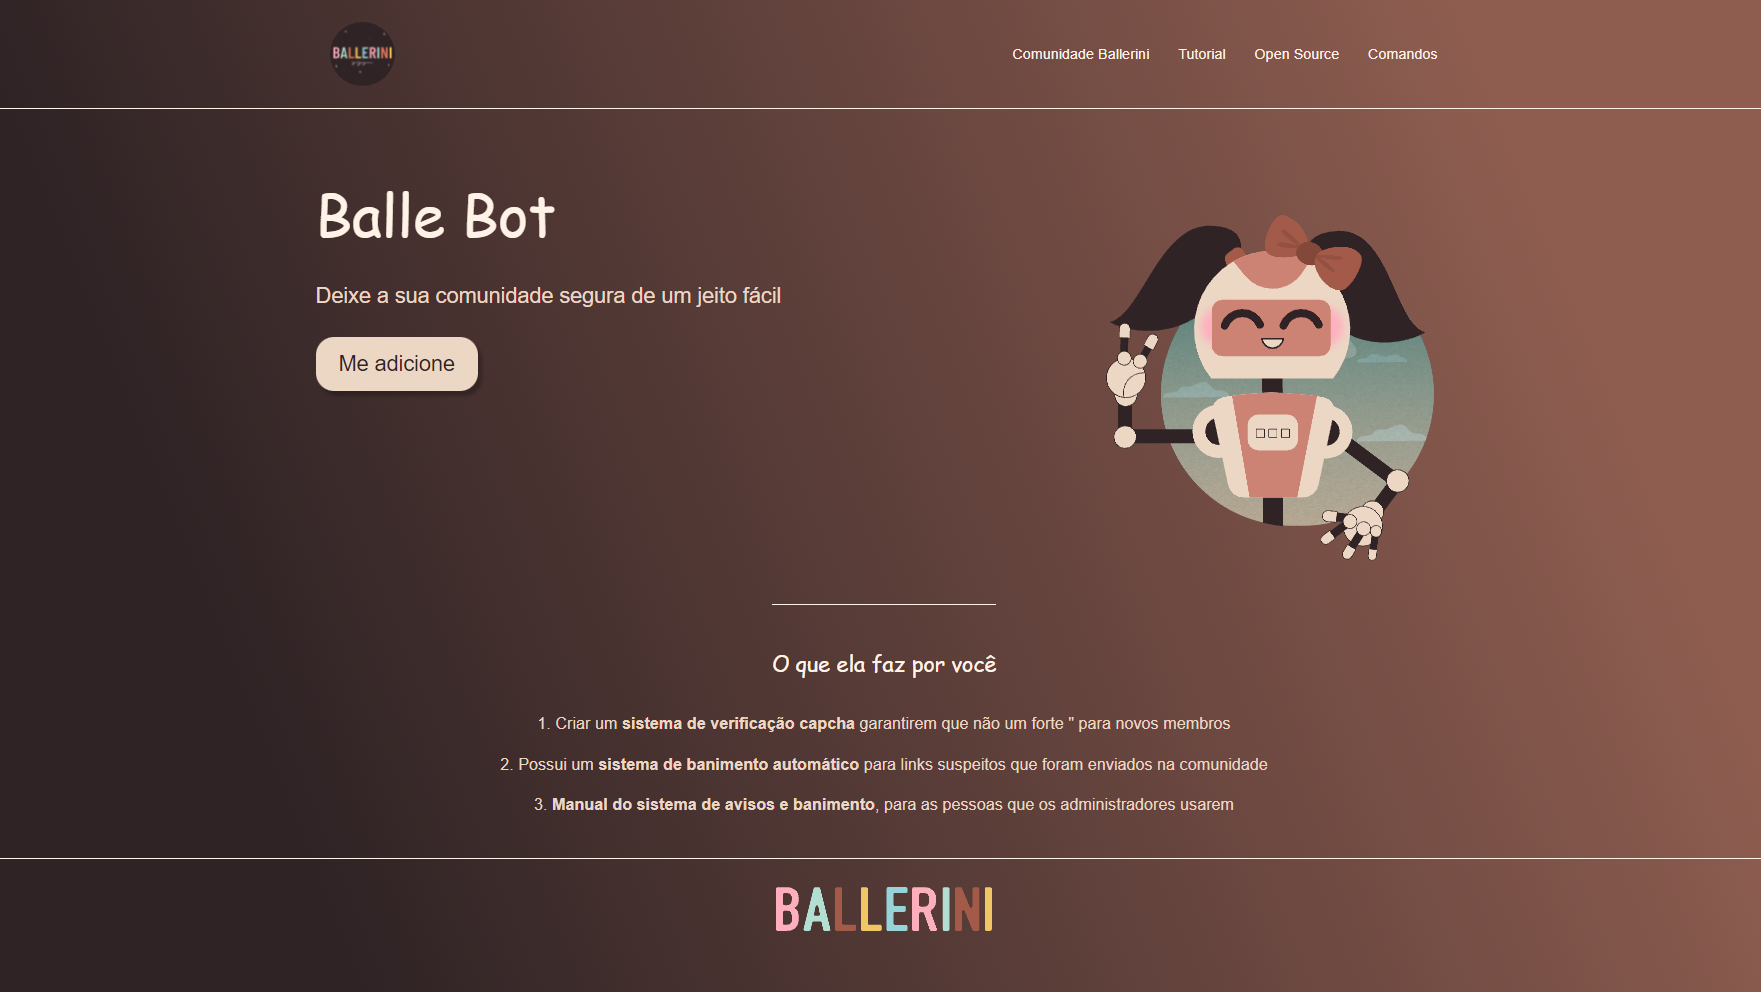 BALLERINI
Comunidade Ballerini Tutorial Open Source Comandos
Balle Bot
Deixe a sua comunidade segura de um jeito fácil
Me adicione
O que ela faz por você
1. Criar um sistema de verificação capcha garantirem que não um forte " para novos membros
2. Possui um sistema de banimento automático para links suspeitos que foram enviados na comunidade
3. Manual do sistema de avisos e banimento, para as pessoas que os administradores usarem
BALLERINI